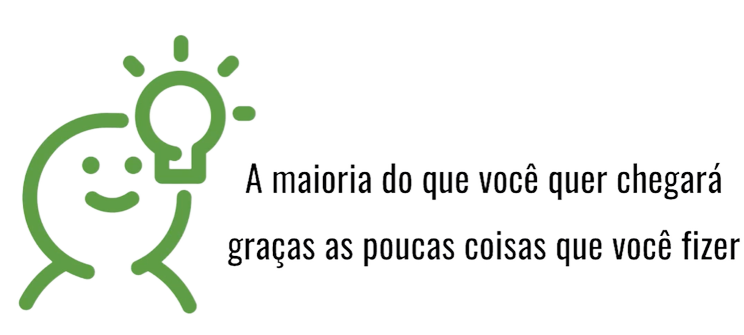 A maioria do que você quer chegará
graças as poucas coisas que você fizer